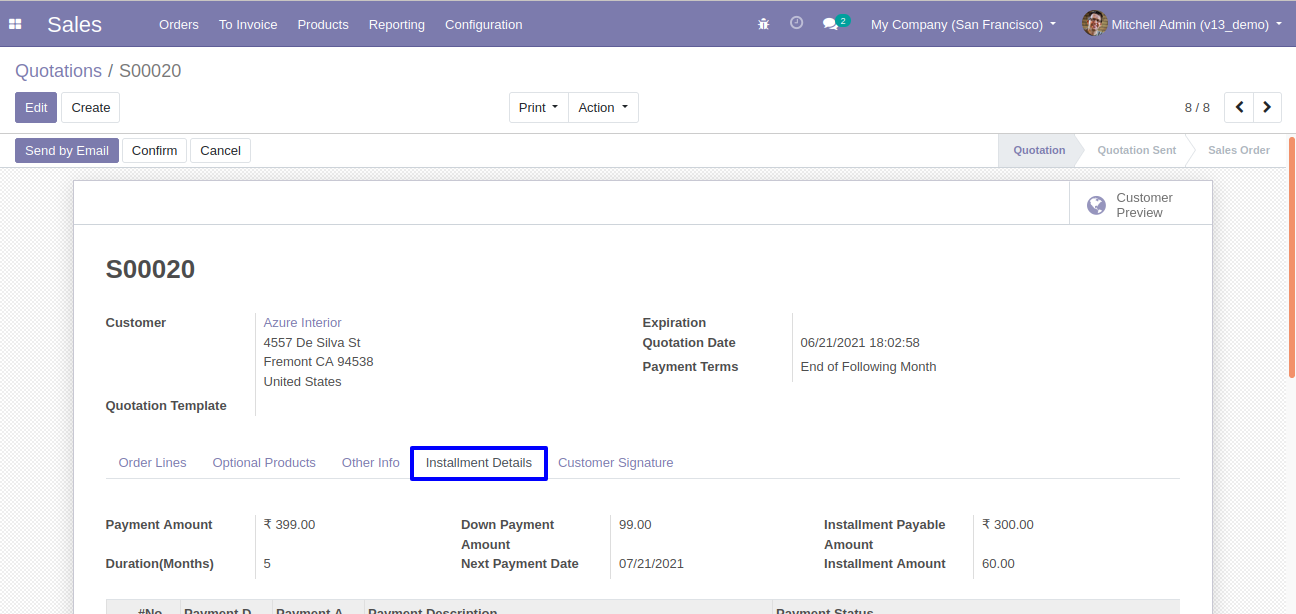 Sales Orders To Invoice Products Reporting Configuration 2 My Company (San Francisco) Mitchell Admin (v13_demo)
Quotations / S00020
Edit Create Print Action 8 / 8
Send by Email Confirm Cancel Quotation Quotation Sent Sales Order
Customer
Preview
S00020
Customer Azure Interior
4557 De Silva St
Fremont CA 94538
United States
Quotation Template
Expiration
Quotation Date 06/21/2021 18:02:58
Payment Terms End of Following Month
Order Lines Optional Products Other Info Installment Details Customer Signature
Payment Amount ₹ 399.00
Duration(Months) 5
Down Payment
Amount 99.00
Next Payment Date 07/21/2021
Installment Payable
Amount ₹ 300.00
Installment Amount 60.00
#No Payment D... Payment A... Payment Description Payment Status